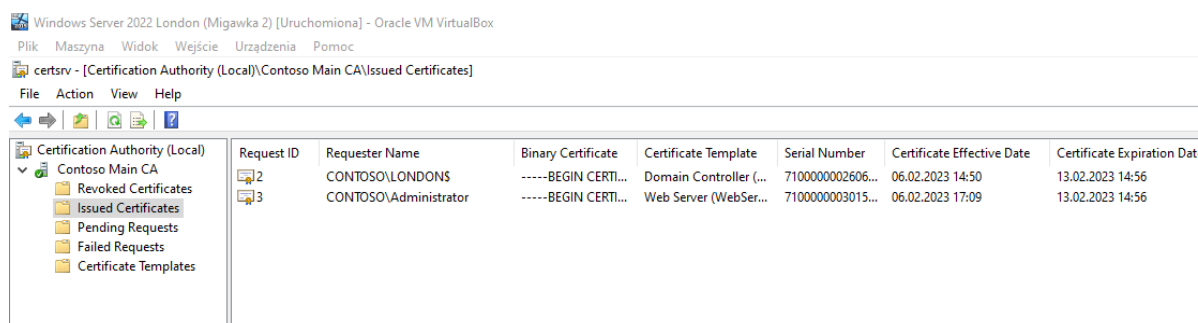 Windows Server 2022 London (Migawka 2) [Uruchomiona] - Oracle VM VirtualBox
Plik Maszyna Widok Wejście Urządzenia Pomoc
certsrv - [Certification Authority (Local)\Contoso Main CA\Issued Certificates]
File Action View Help
Certification Authority (Local)
Contoso Main CA
Revoked Certificates
Issued Certificates
Pending Requests
Failed Requests
Certificate Templates
Request ID Requester Name Binary Certificate Certificate Template Serial Number Certificate Effective Date Certificate Expiration Dat
2 CONTOSO\LONDON$ -----BEGIN CERTI... Domain Controller (... 7100000002606... 06.02.2023 14:50 13.02.2023 14:56
3 CONTOSO\Administrator -----BEGIN CERTI... Web Server (WebSer... 7100000003015... 06.02.2023 17:09 13.02.2023 14:56